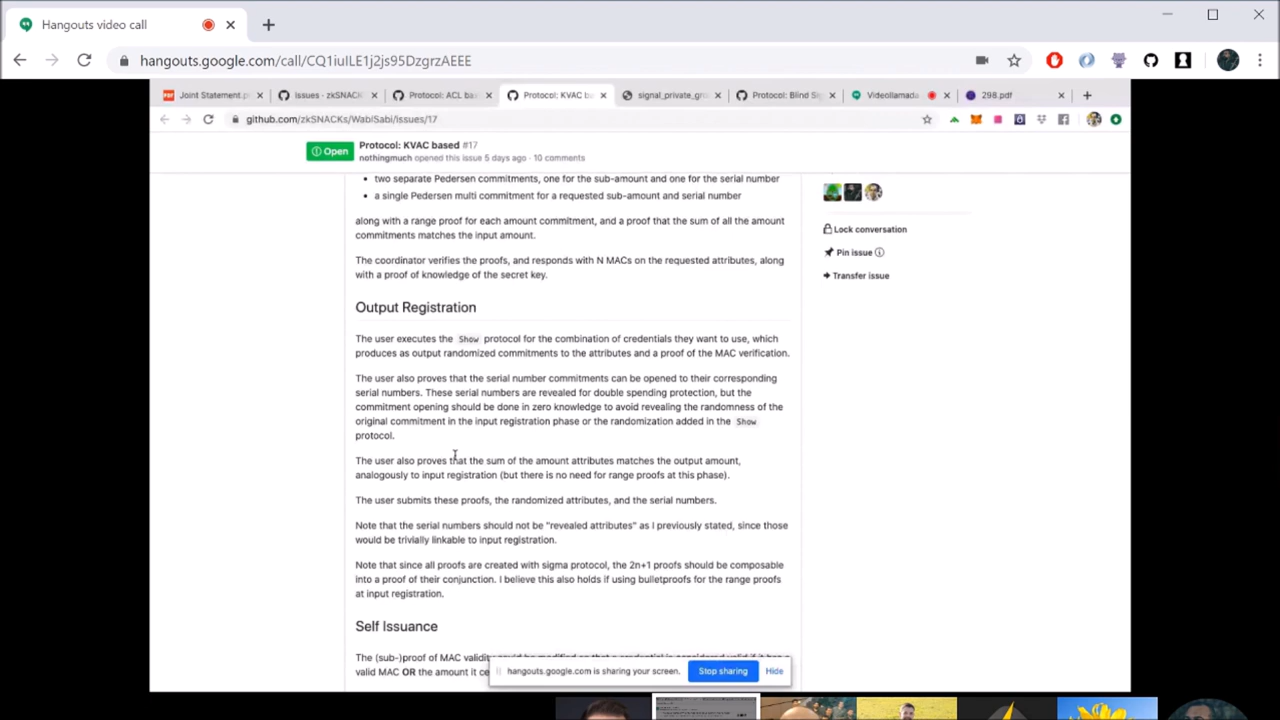 Hangouts video call
hangouts.google.com/call/CQ1iuILE1j2js95DzgrzAEEE
Joint Statement.p
Issues · zkSNACK
Protocol: ACL ba
Protocol: KVAC b
signal_private_gr
Protocol: Blind Si
Videollamad
298.pdf
github.com/zkSNACKs/WabiSabi/issues/17
Open
Protocol: KVAC based #17
nothingmuch opened this issue 5 days ago · 10 comments
• two separate Pedersen commitments, one for the sub-amount and one for the serial number
• a single Pedersen multi commitment for a requested sub-amount and serial number
along with a range proof for each amount commitment, and a proof that the sum of all the amount
commitments matches the input amount.
The coordinator verifies the proofs, and responds with N MACs on the requested attributes, along
with a proof of knowledge of the secret key.
Output Registration
The user executes the Show protocol for the combination of credentials they want to use, which
produces as output randomized commitments to the attributes and a proof of the MAC verification.
The user also proves that the serial number commitments can be opened to their corresponding
serial numbers. These serial numbers are revealed for double spending protection, but the
commitment opening should be done in zero knowledge to avoid revealing the randomness of the
original commitment in the input registration phase or the randomization added in the Show
protocol.
The user also proves that the sum of the amount attributes matches the output amount,
analogously to input registration (but there is no need for range proofs at this phase).
The user submits these proofs, the randomized attributes, and the serial numbers.
Note that the serial numbers should not be "revealed attributes" as I previously stated, since those
would be trivially linkable to input registration.
Note that since all proofs are created with sigma protocol, the 2n+1 proofs should be composable
into a proof of their conjunction. I believe this also holds if using bulletproofs for the range proofs
at input registration.
Self Issuance
The (sub-)proof of MAC validity
valid MAC OR the amount it ce
Lock conversation
Pin issue
Transfer issue
hangouts.google.com is sharing your screen.
Stop sharing
Hide